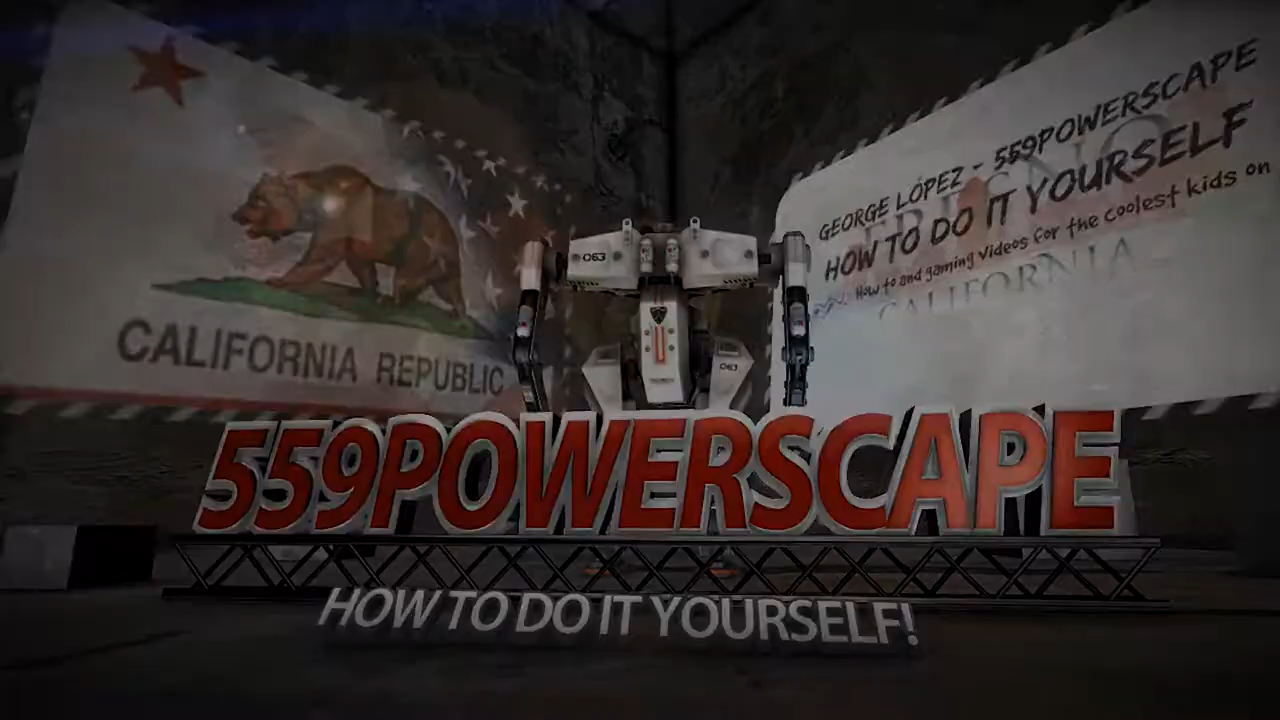 CALIFORNIA REPUBLIC
GEORGE LOPEZ - 559POWERSCAPE
HOW TO DO IT YOURSELF
How to and gaming videos for the coolest kids on
FRESNO
CALIFORNIA
063
063
559POWERSCAPE
HOW TO DO IT YOURSELF!